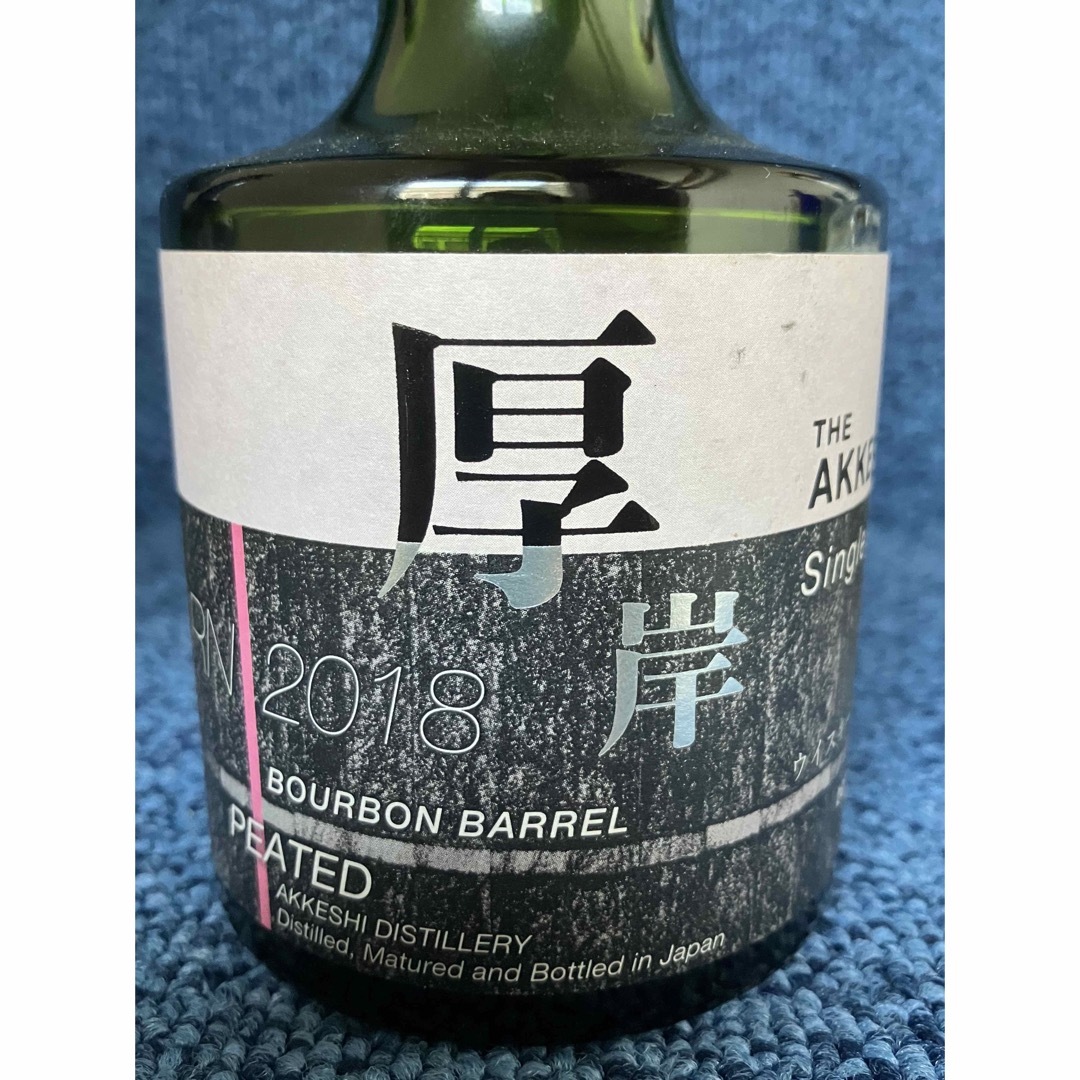 厚岸
THE
AKKE
Single
RN 2018
ウイス
BOURBON BARREL
PEATED
AKKESHI DISTILLERY
Distilled, Matured and Bottled in Japan